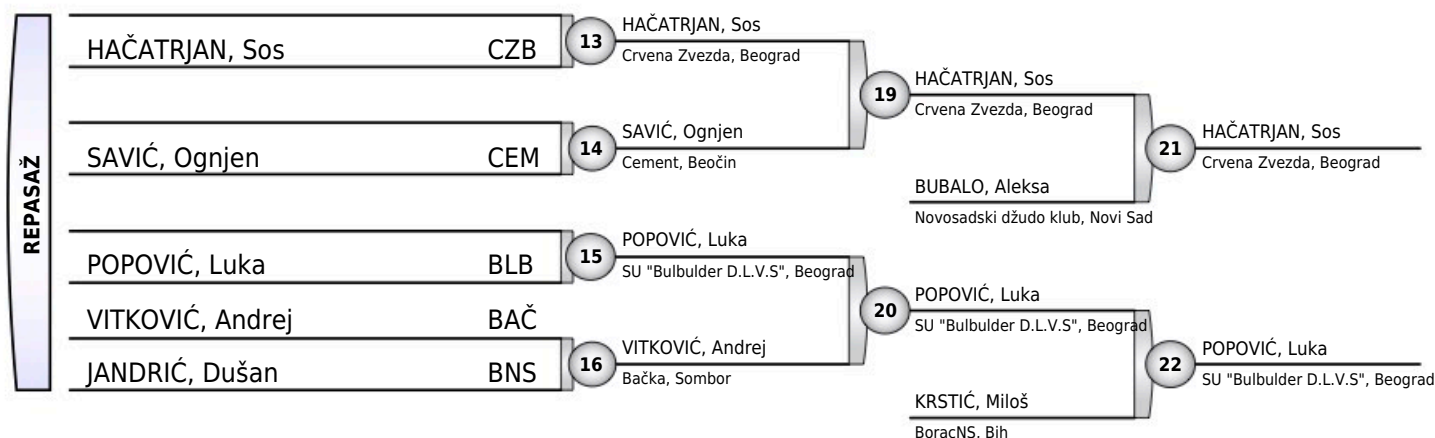 REPASAŽ
HAČATRJAN, Sos CZB
SAVIĆ, Ognjen CEM
POPOVIĆ, Luka BLB
VITKOVIĆ, Andrej BAČ
JANDRIĆ, Dušan BNS
13
HAČATRJAN, Sos
Crvena Zvezda, Beograd
14
SAVIĆ, Ognjen
Cement, Beočin
15
POPOVIĆ, Luka
SU "Bulbulder D.L.V.S", Beograd
16
VITKOVIĆ, Andrej
Bačka, Sombor
19
HAČATRJAN, Sos
Crvena Zvezda, Beograd
BUBALO, Aleksa
Novosadski džudo klub, Novi Sad
20
POPOVIĆ, Luka
SU "Bulbulder D.L.V.S", Beograd
KRSTIĆ, Miloš
BoracNS, Bih
21
HAČATRJAN, Sos
Crvena Zvezda, Beograd
22
POPOVIĆ, Luka
SU "Bulbulder D.L.V.S", Beograd